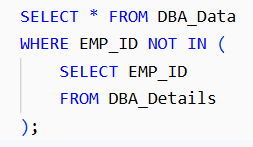 SELECT * FROM DBA_Data
WHERE EMP_ID NOT IN (
    SELECT EMP_ID
    FROM DBA_Details
);